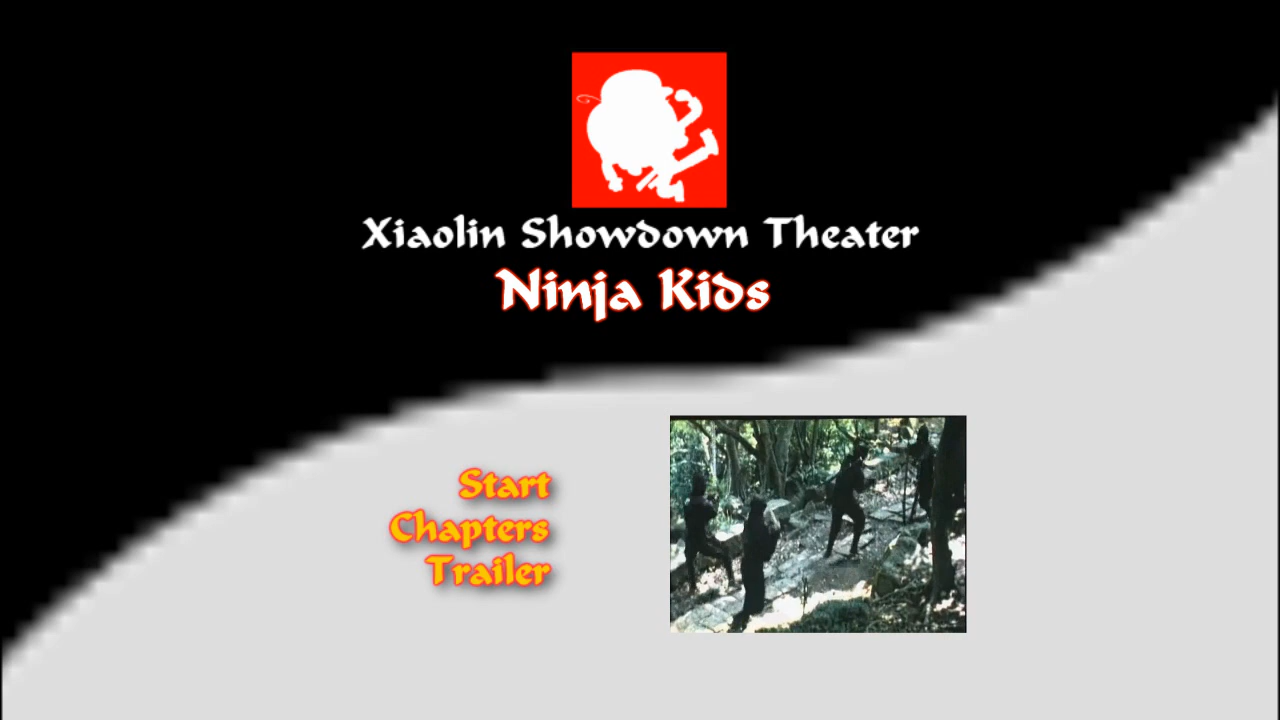 Xiaolin Showdown Theater
Ninja Kids
Start
Chapters
Trailer